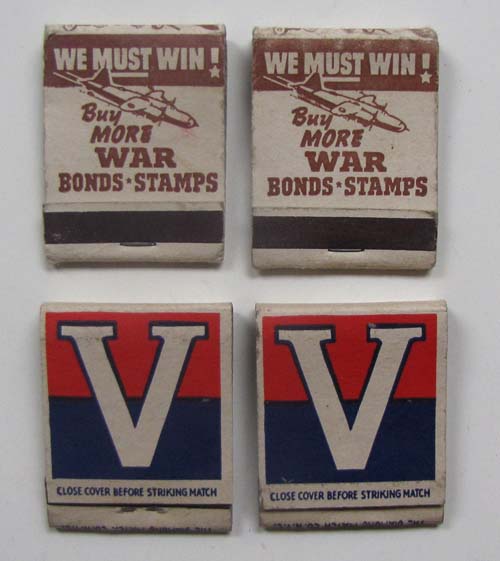 WE MUST WIN!
Buy
MORE
WAR
BONDS★STAMPS
WE MUST WIN!
Buy
MORE
WAR
BONDS★STAMPS
V
CLOSE COVER BEFORE STRIKING MATCH
V
CLOSE COVER BEFORE STRIKING MATCH